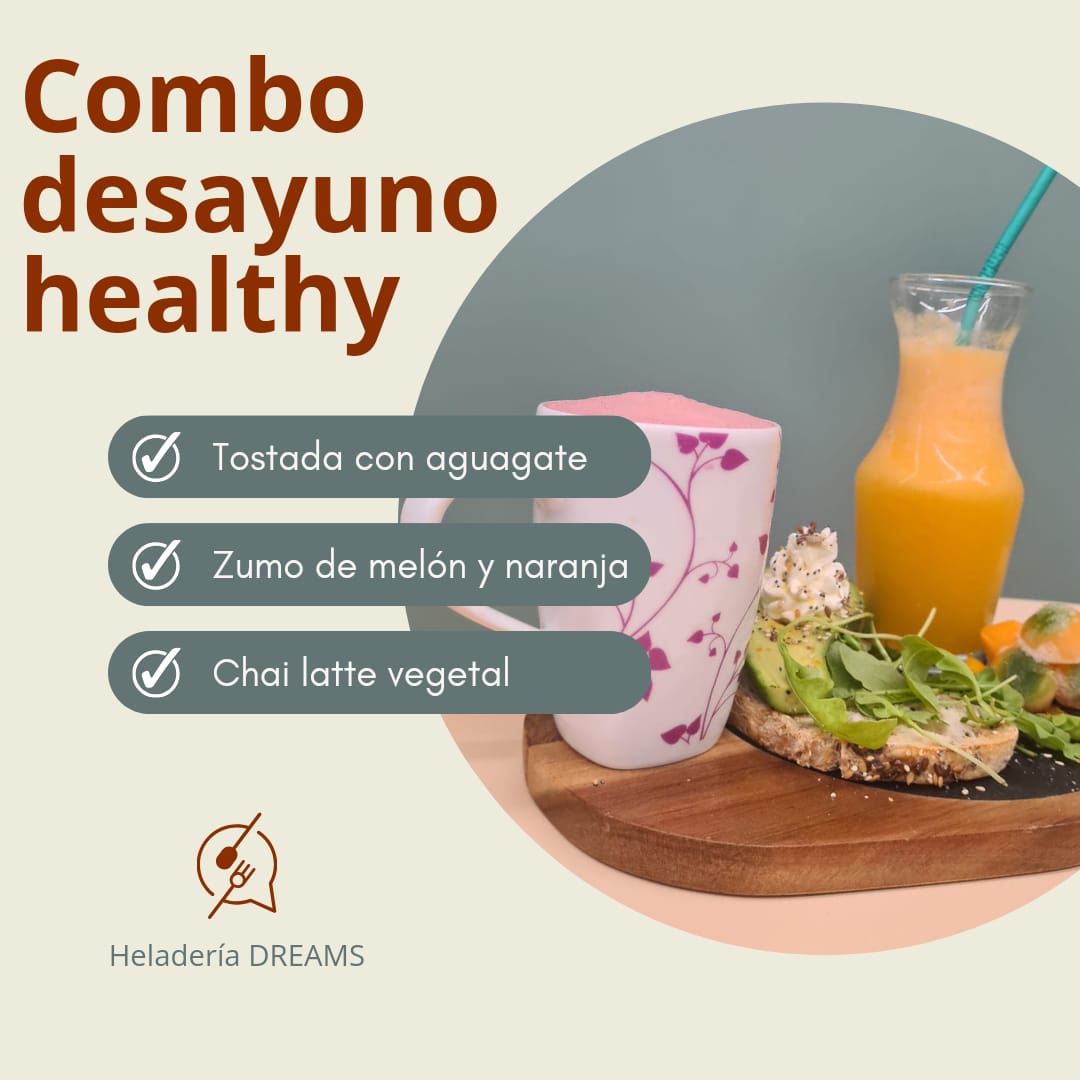 Combo
desayuno
healthy
Tostada con aguagate
Zumo de melón y naranja
Chai latte vegetal
Heladería DREAMS